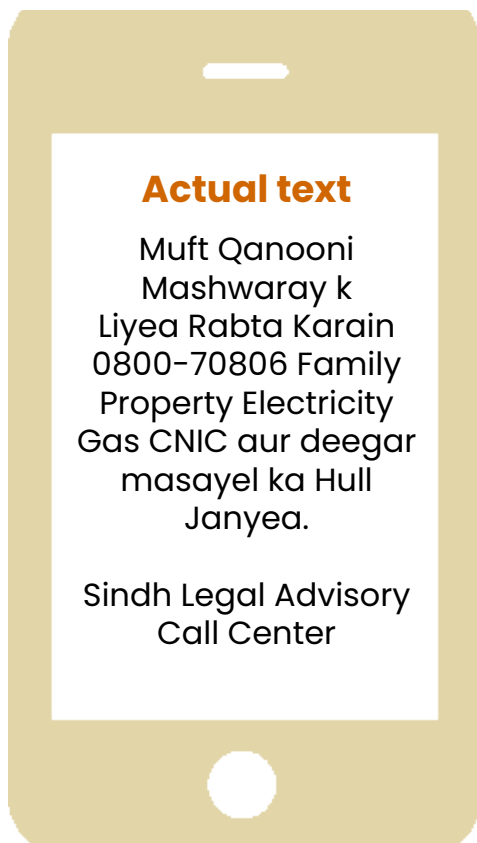 Actual text
Muft Qanooni
Mashwaray k
Liyea Rabta Karain
0800-70806 Family
Property Electricity
Gas CNIC aur deegar
masayel ka Hull
Janyea.
Sindh Legal Advisory
Call Center